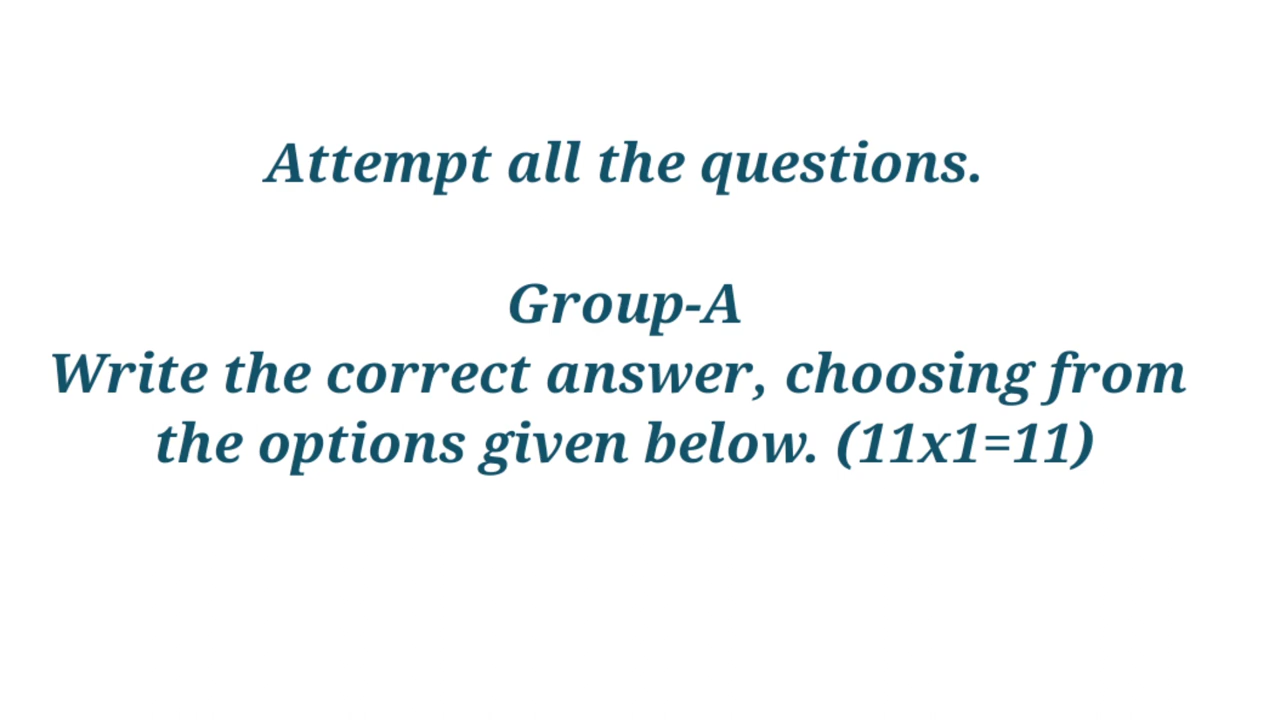 Attempt all the questions.
Group-A
Write the correct answer, choosing from
the options given below. (11x1=11)